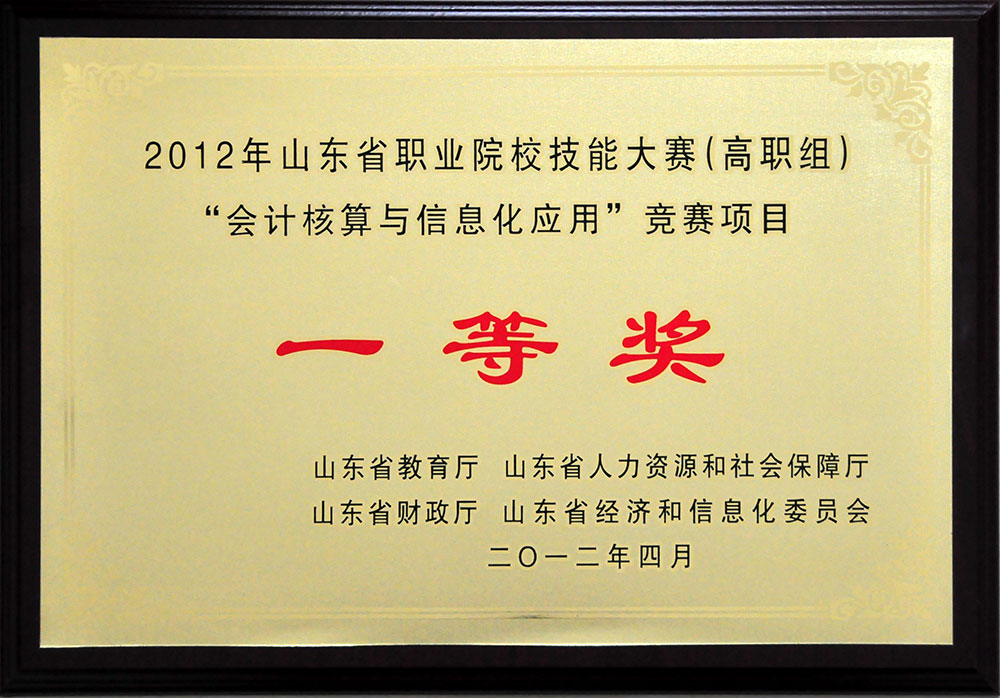 2012年山东省职业院校技能大赛(高职组)
“会计核算与信息化应用”竞赛项目
一等奖
山东省教育厅 山东省人力资源和社会保障厅
山东省财政厅 山东省经济和信息化委员会
二〇一二年四月